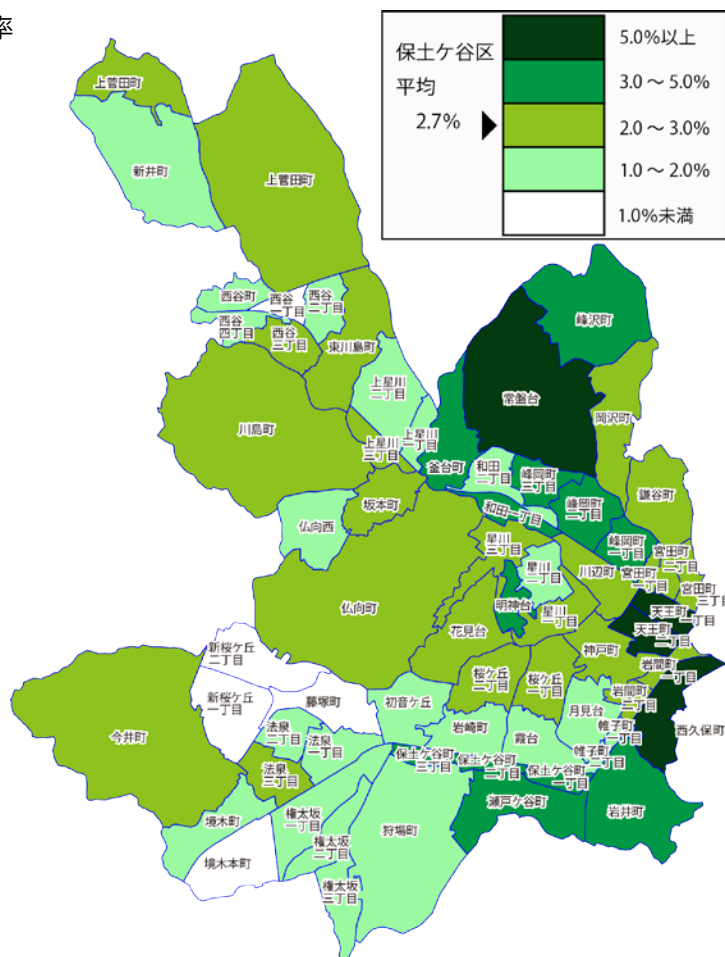 率
保土ケ谷区
平均
2.7%
5.0%以上
3.0～5.0%
2.0～3.0%
1.0～2.0%
1.0%未満
上菅田町
新井町
上菅田町
西谷町
西谷
一丁目
西谷
二丁目
西谷
四丁目
西谷
三丁目
東川島町
峰沢町
上星川
二丁目
常盤台
岡沢町
川島町
上星川
一丁目
上星川
三丁目
釜台町
和田
二丁目
峰岡町
三丁目
鎌谷町
坂本町
峰岡町
二丁目
和田一丁目
仏向西
峰岡町
一丁目
星川
三丁目
宮田町
二丁目
川辺町
宮田町
一丁目
星川
二丁目
宮田町
三丁目
仏向町
明神台
星川
一丁目
天王町
一丁目
天王町
二丁目
花見台
神戸町
新桜ケ丘
二丁目
岩間町
一丁目
桜ケ丘
二丁目
桜ケ丘
一丁目
岩間町
二丁目
新桜ケ丘
一丁目
藤塚町
初音ケ丘
月見台
帷子町
一丁目
西久保町
今井町
法泉
二丁目
法泉
一丁目
岩崎町
霞台
帷子町
二丁目
保土ケ谷町
三丁目
保土ケ谷町
二丁目
保土ケ谷町
一丁目
法泉
三丁目
瀬戸ケ谷町
岩井町
境木町
権太坂
一丁目
狩場町
権太坂
二丁目
境木本町
権太坂
三丁目